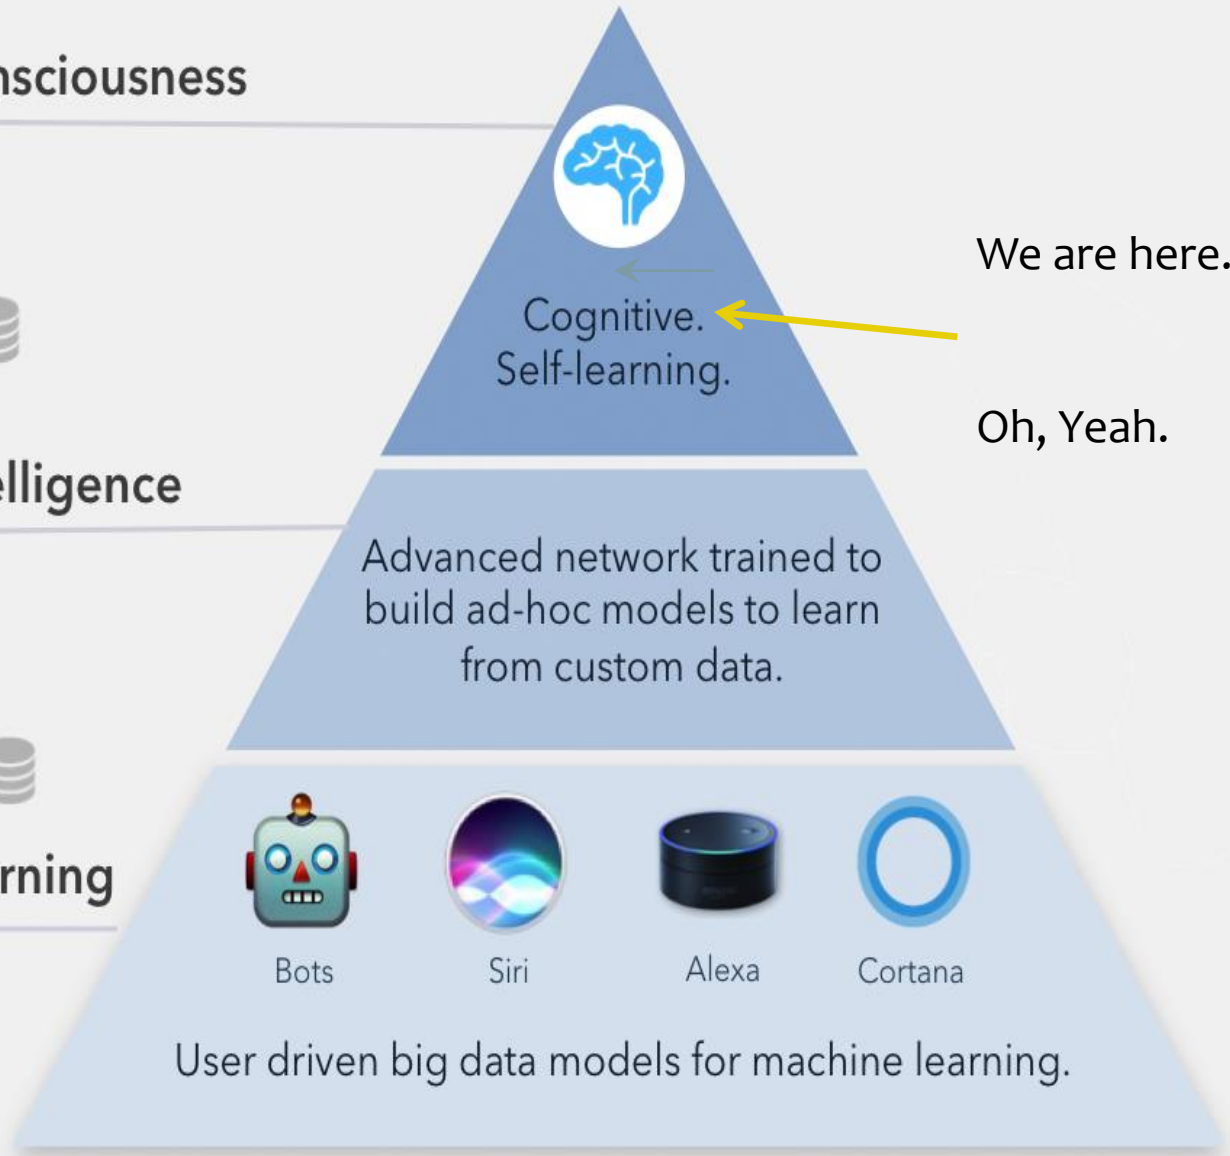 nsciousness
We are here.
Cognitive.
Self-learning.
Oh, Yeah.
elligence
Advanced network trained to
build ad-hoc models to learn
from custom data.
rning
Bots Siri Alexa Cortana
User driven big data models for machine learning.